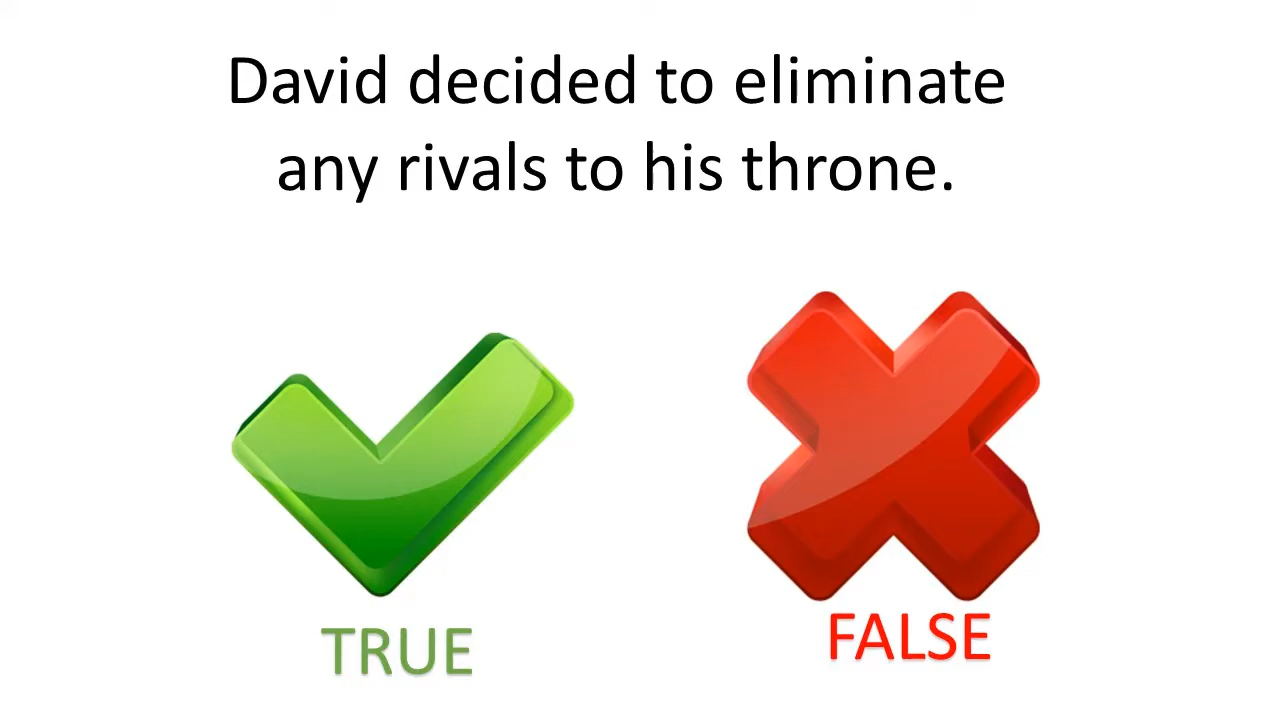 David decided to eliminate
any rivals to his throne.
TRUE
FALSE